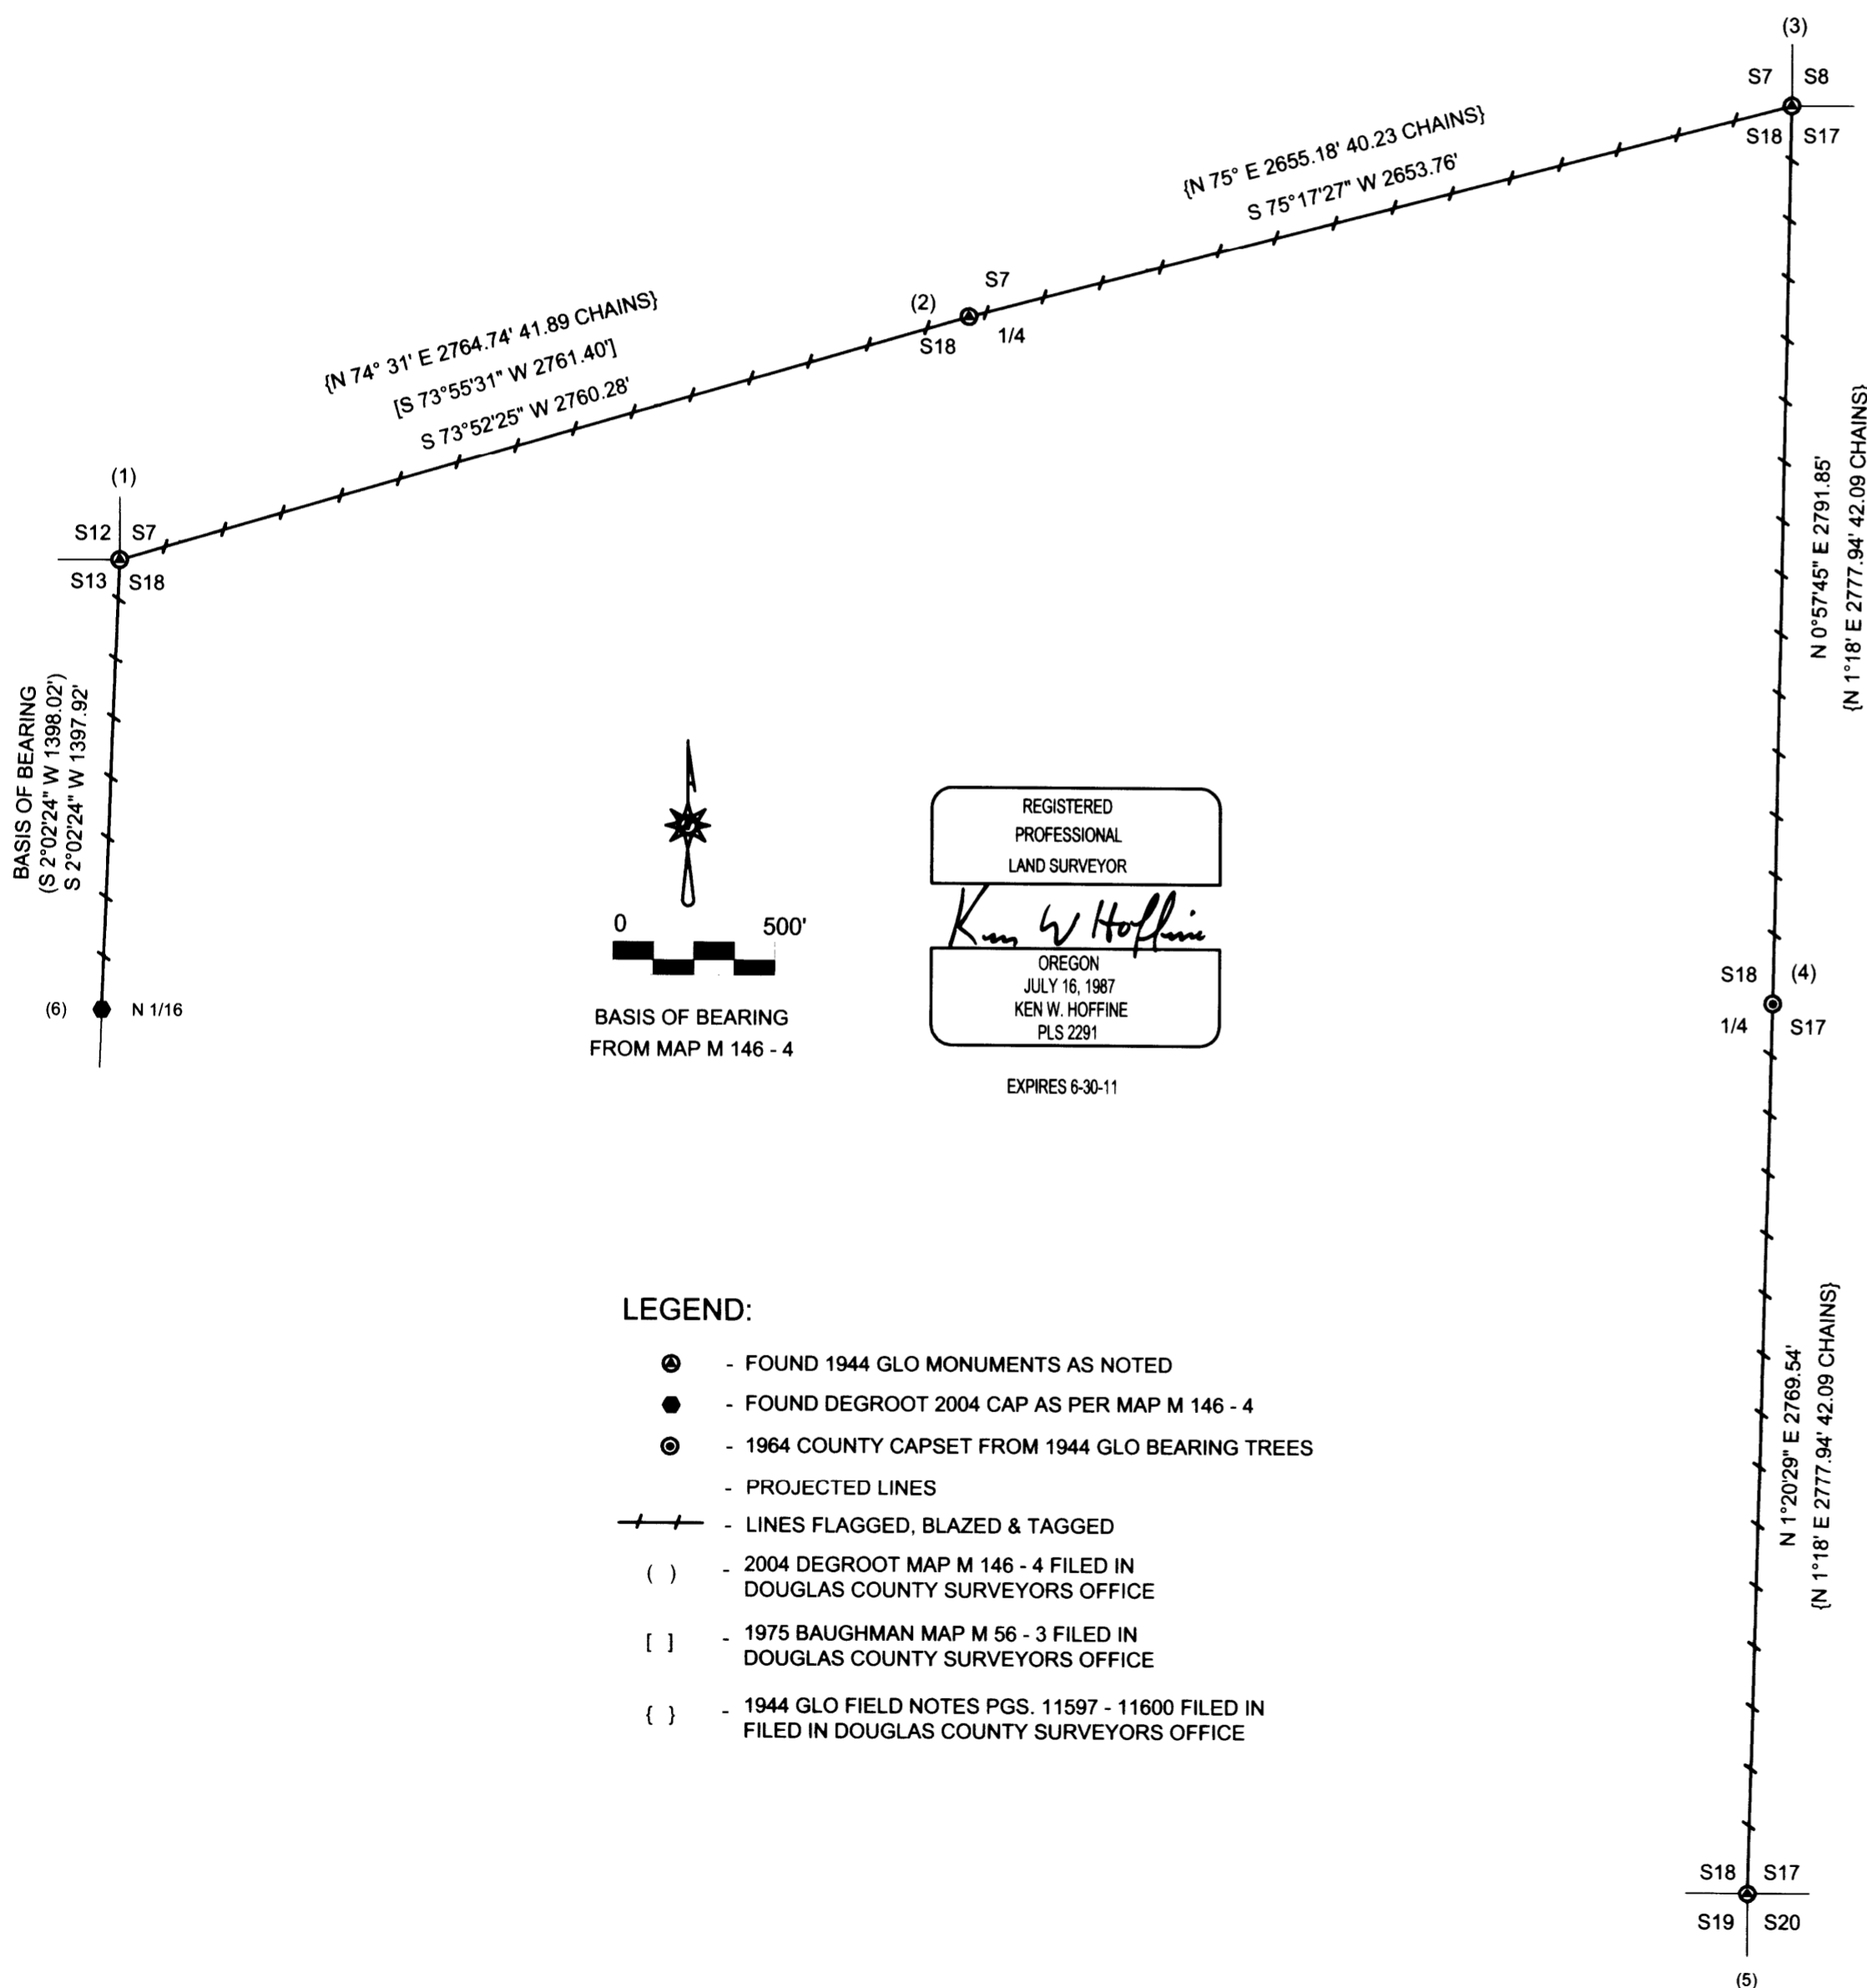 (3)
S7 S8
S18 S17
{N 75° E 2655.18' 40.23 CHAINS}
S 75°17'27" W 2653.76'
S7
(2)
S18 1/4
{N 74° 31' E 2764.74' 41.89 CHAINS}
[S 73°55'31" W 2761.40']
S 73°52'25" W 2760.28'
(1)
S12 S7
S13 S18
BASIS OF BEARING
(S 2°02'24" W 1398.02')
S 2°02'24" W 1397.92'
(6) N 1/16
N 0°57'45" E 2791.85'
{N 1°18' E 2777.94' 42.09 CHAINS}
0 500'
BASIS OF BEARING
FROM MAP M 146 - 4
REGISTERED
PROFESSIONAL
LAND SURVEYOR
Ken W Hoffine
OREGON
JULY 16, 1987
KEN W. HOFFINE
PLS 2291
EXPIRES 6-30-11
S18 (4)
1/4 S17
LEGEND:
- FOUND 1944 GLO MONUMENTS AS NOTED
- FOUND DEGROOT 2004 CAP AS PER MAP M 146 - 4
- 1964 COUNTY CAPSET FROM 1944 GLO BEARING TREES
- PROJECTED LINES
- LINES FLAGGED, BLAZED & TAGGED
( ) - 2004 DEGROOT MAP M 146 - 4 FILED IN
DOUGLAS COUNTY SURVEYORS OFFICE
[ ] - 1975 BAUGHMAN MAP M 56 - 3 FILED IN
DOUGLAS COUNTY SURVEYORS OFFICE
{ } - 1944 GLO FIELD NOTES PGS. 11597 - 11600 FILED IN
FILED IN DOUGLAS COUNTY SURVEYORS OFFICE
N 1°20'29" E 2769.54'
{N 1°18' E 2777.94' 42.09 CHAINS}
S18 S17
S19 S20
(5)